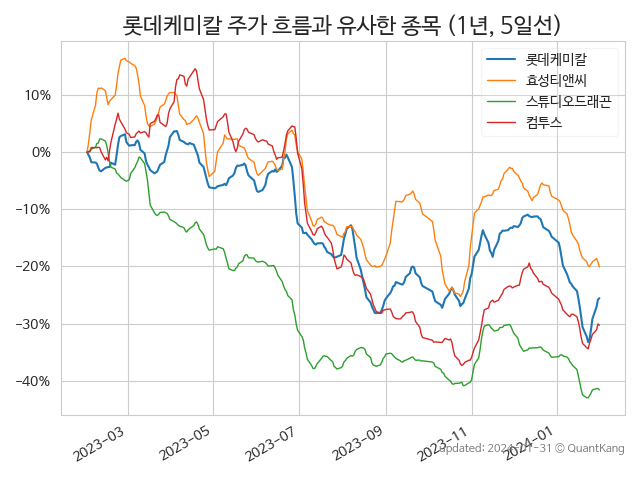 롯데케미칼 주가 흐름과 유사한 종목 (1년, 5일선)
롯데케미칼
효성티앤씨
스튜디오드래곤
컴투스
10%
0%
−10%
−20%
−30%
−40%
2023-03
2023-05
2023-07
2023-09
2023-11
2024-01
updated: 2024-01-31 © QuantKang